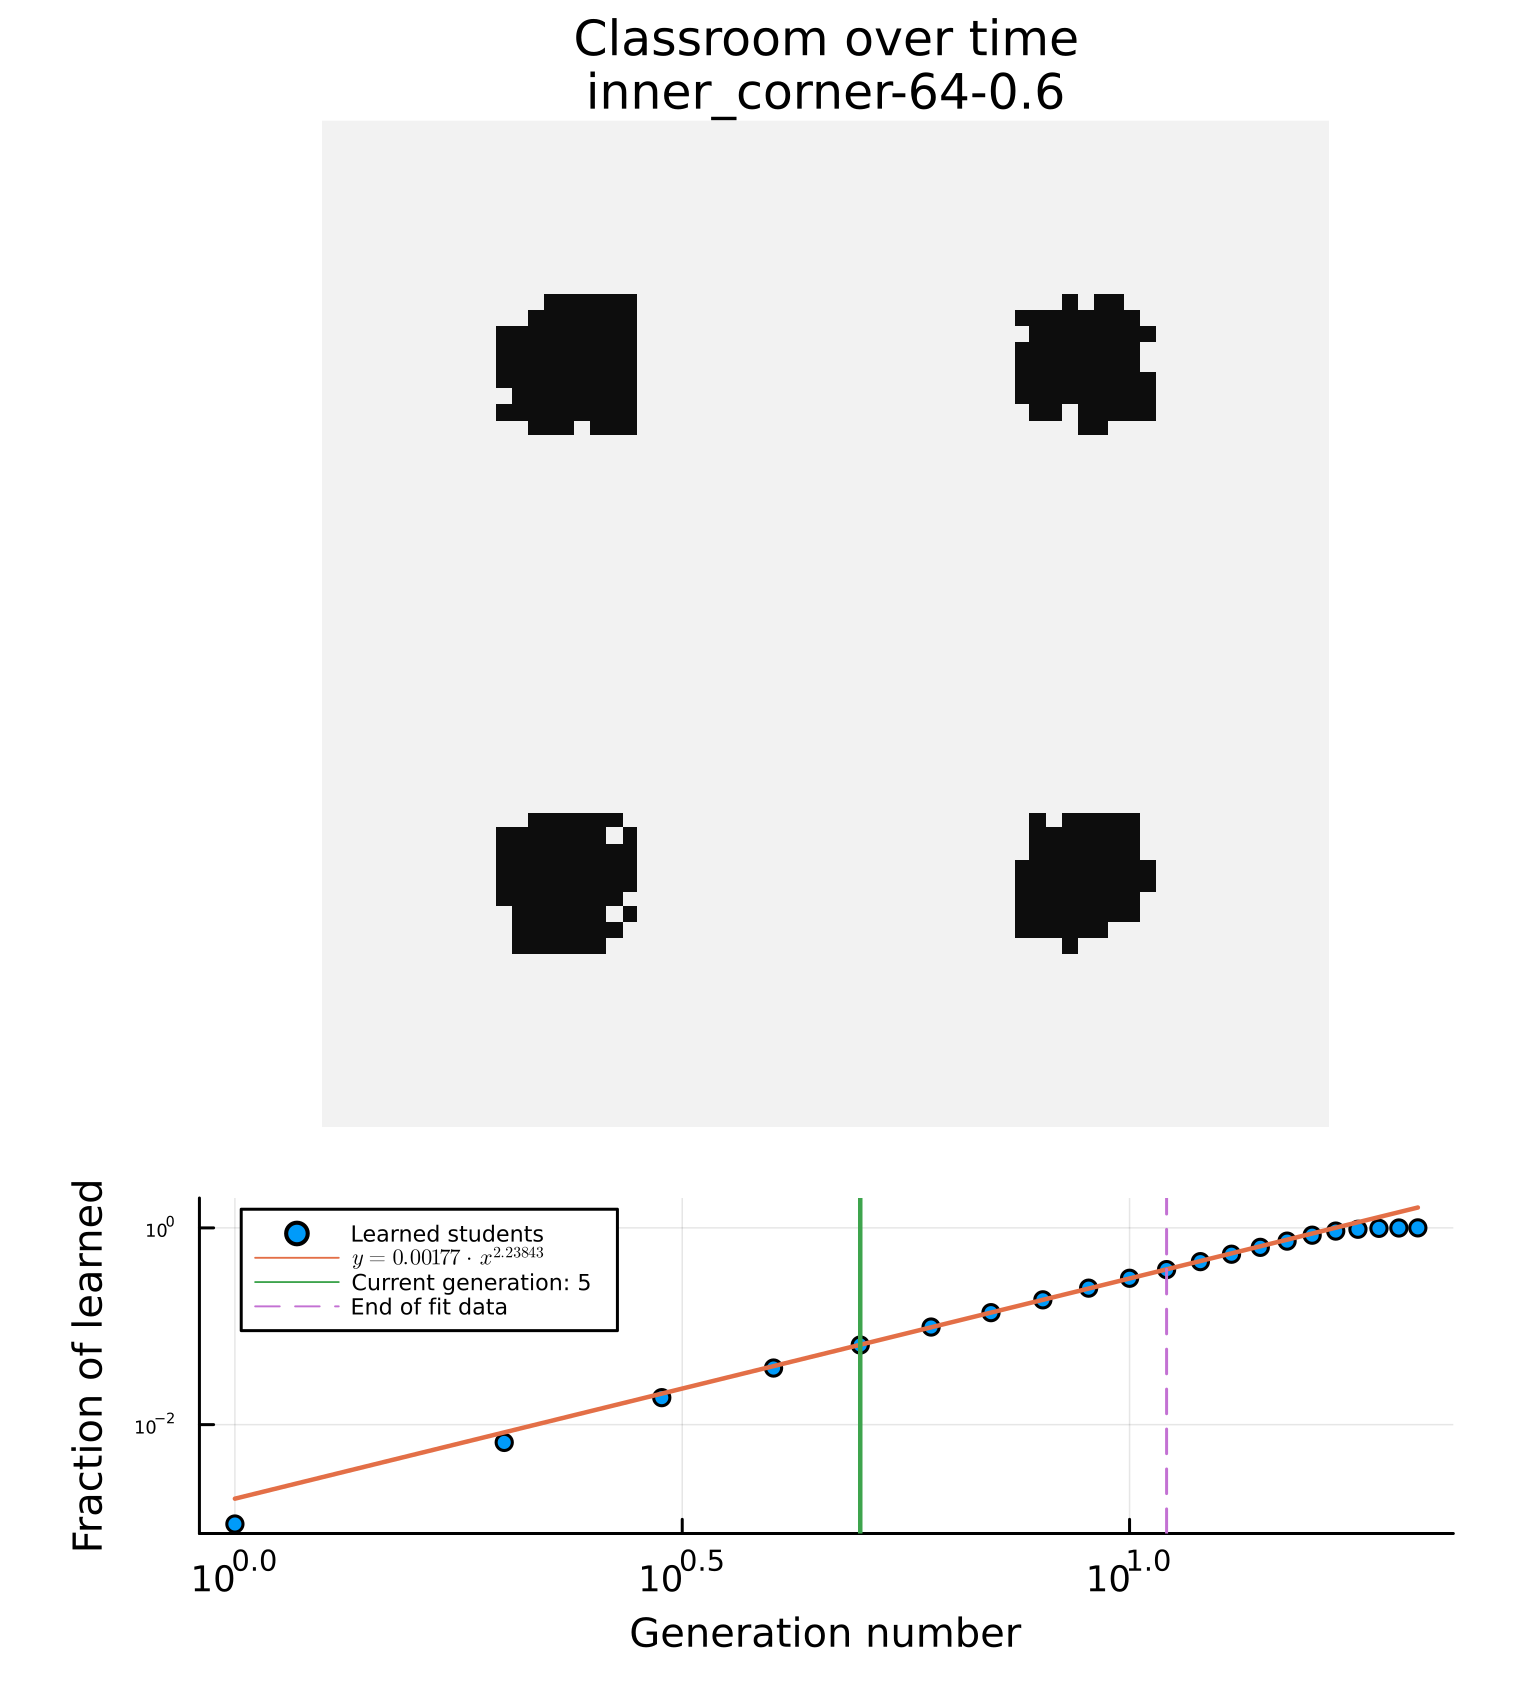 Classroom over time
inner_corner-64-0.6
Fraction of learned
10^0
10^−2
Learned students
y = 0.00177 · x^2.23843
Current generation: 5
End of fit data
10^0.0 10^0.5 10^1.0
Generation number